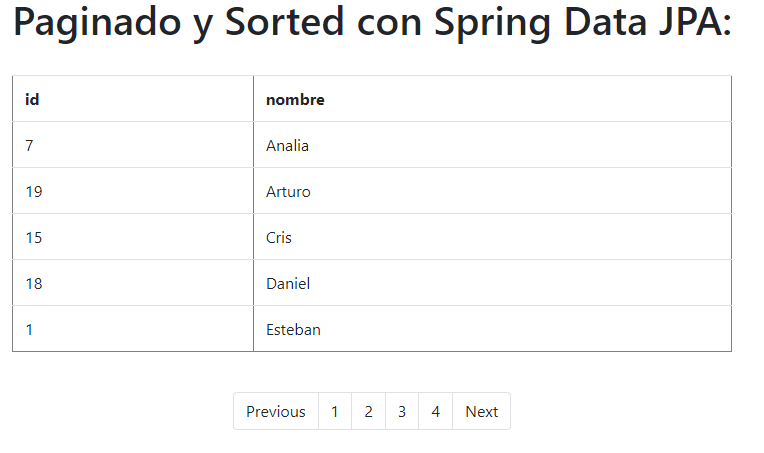 Paginado y Sorted con Spring Data JPA:
id nombre
7 Analia
19 Arturo
15 Cris
18 Daniel
1 Esteban
Previous 1 2 3 4 Next